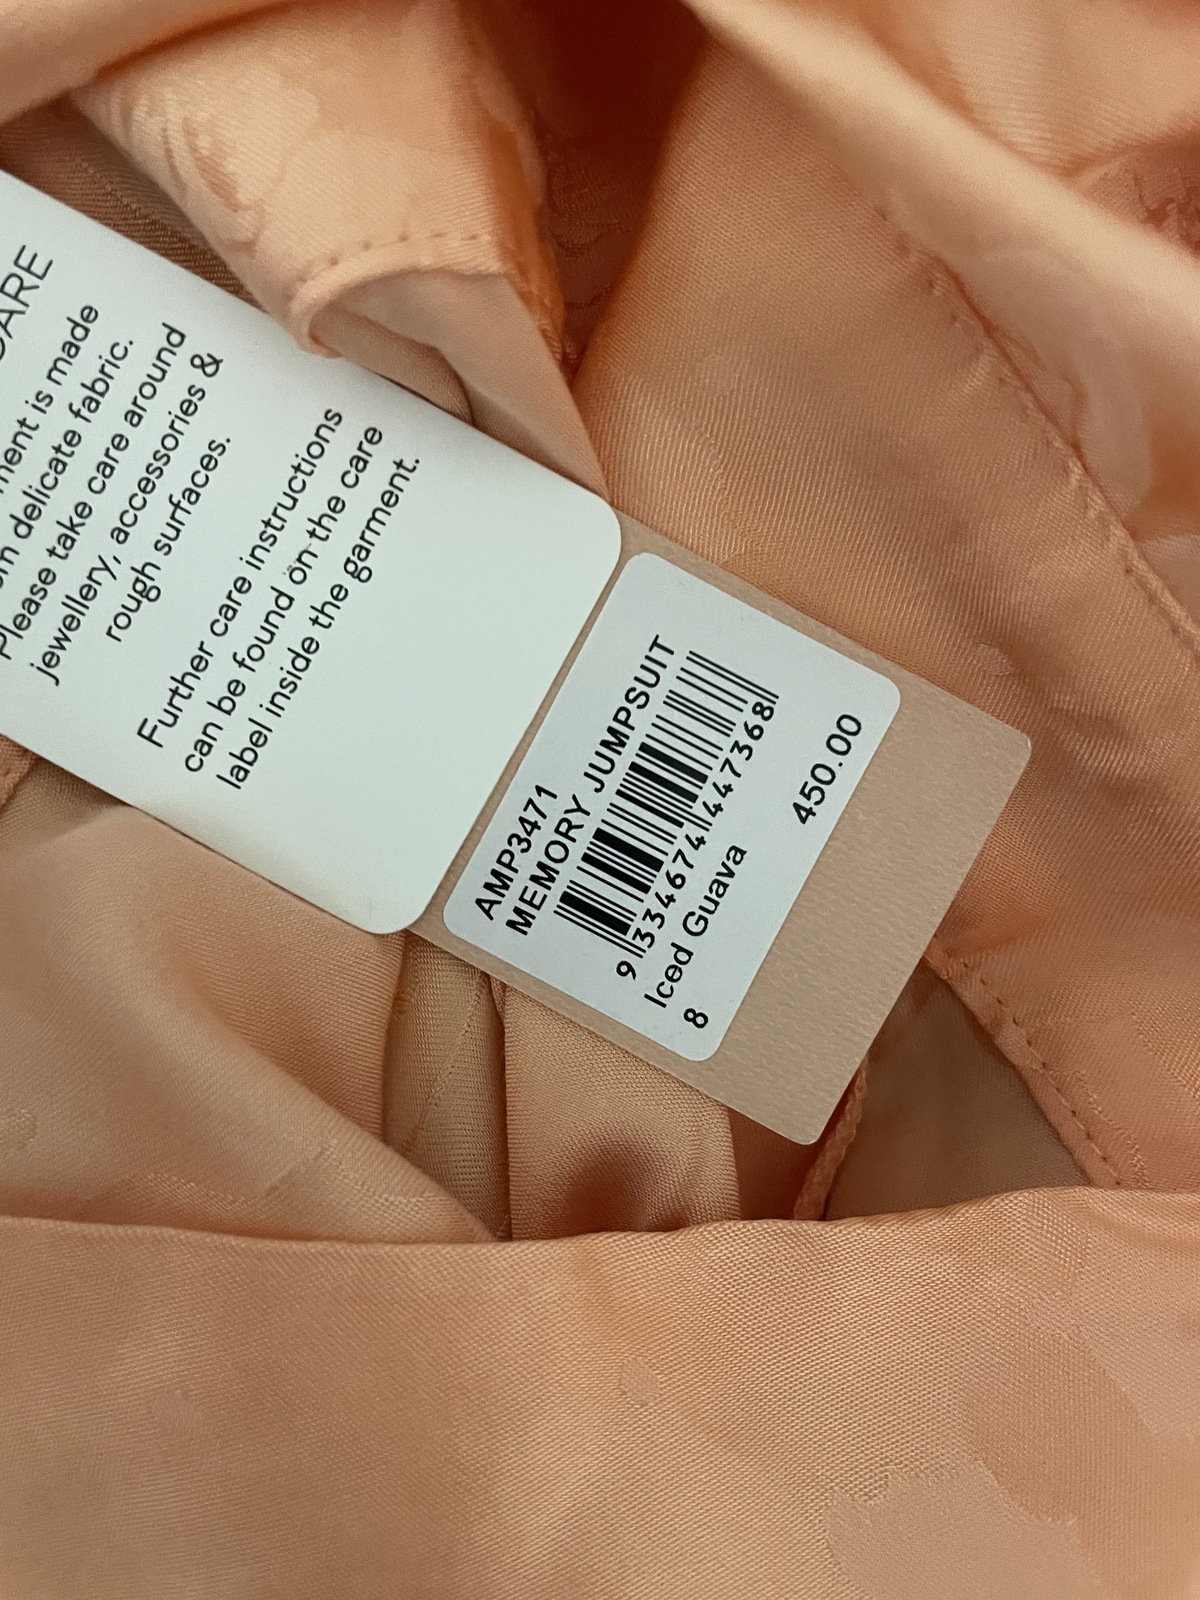 CARE
is made
delicate fabric.
Please take care around
jewellery, accessories &
rough surfaces.
Further care instructions
can be found on the care
label inside the garment.
AMP3471
MEMORY JUMPSUIT
9 334674 447368
Iced Guava
8 450.00